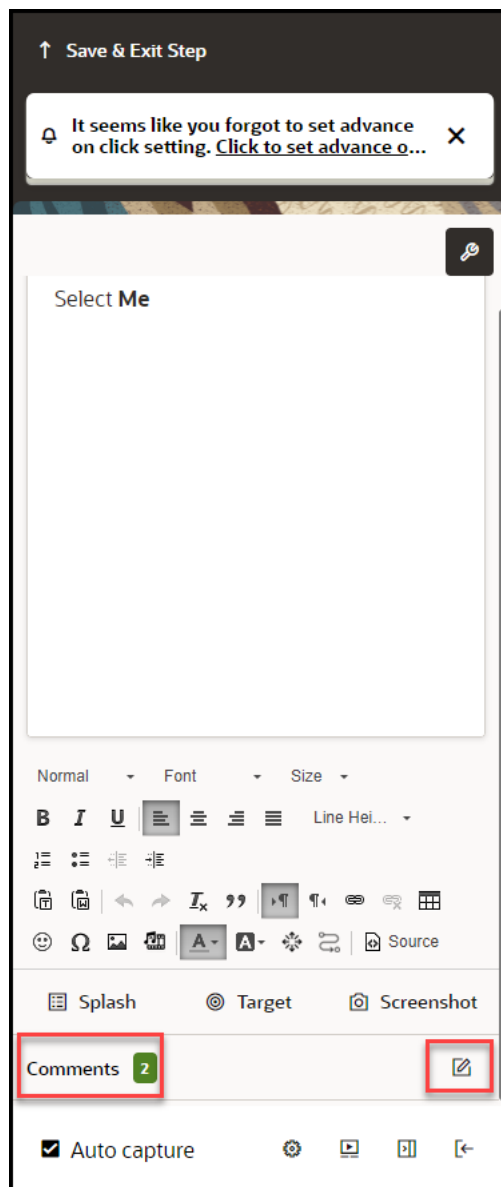 Save & Exit Step
It seems like you forgot to set advance
on click setting. Click to set advance o...
Select Me
Normal Font Size
B I U Line Hei...
Source
Splash Target Screenshot
Comments 2
Auto capture